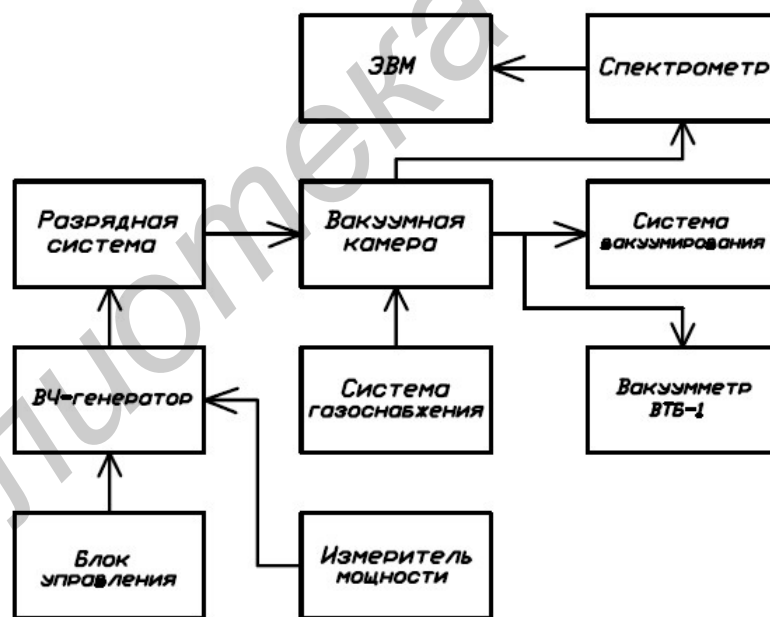 ЭВМ
Спектрометр
Разрядная
система
Вакуумная
камера
Система
вакуумирования
ВЧ-генератор
Система
газоснабжения
Вакуумметр
ВТБ-1
Блок
управления
Измеритель
мощности
лиотека